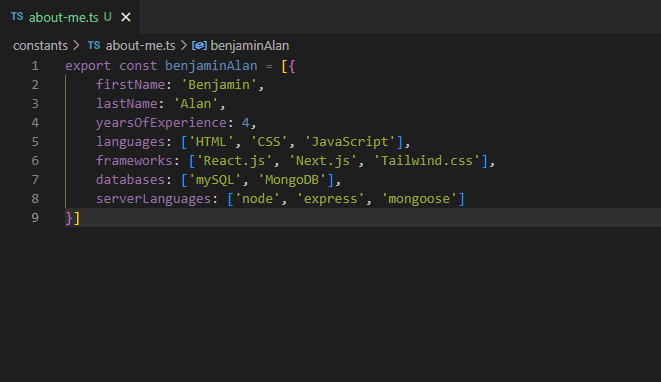 TS about-me.ts U ×
constants > TS about-me.ts > benjaminAlan
1 export const benjaminAlan = [{
2     firstName: 'Benjamin',
3     lastName: 'Alan',
4     yearsOfExperience: 4,
5     languages: ['HTML', 'CSS', 'JavaScript'],
6     frameworks: ['React.js', 'Next.js', 'Tailwind.css'],
7     databases: ['mySQL', 'MongoDB'],
8     serverLanguages: ['node', 'express', 'mongoose']
9 }]